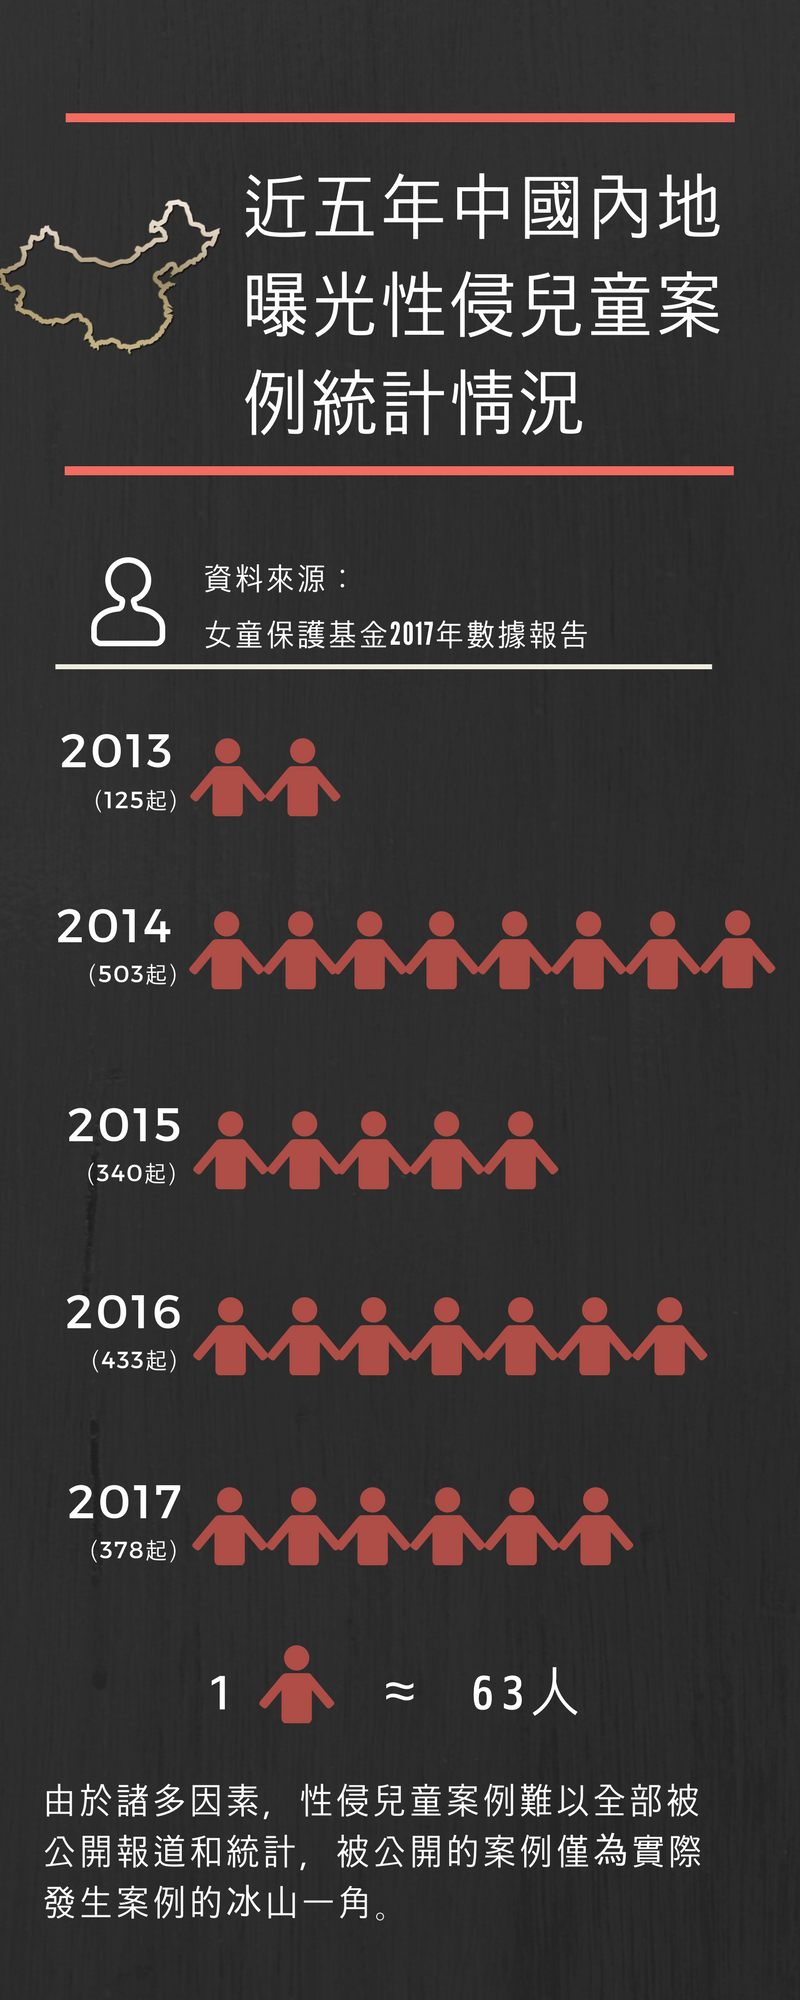 近五年中國內地
曝光性侵兒童案
例統計情況
資料來源：
女童保護基金2017年數據報告
2013
(125起)
2014
(503起)
2015
(340起)
2016
(433起)
2017
(378起)
1 ≈ 63人
由於諸多因素，性侵兒童案例難以全部被
公開報道和統計，被公開的案例僅為實際
發生案例的冰山一角。